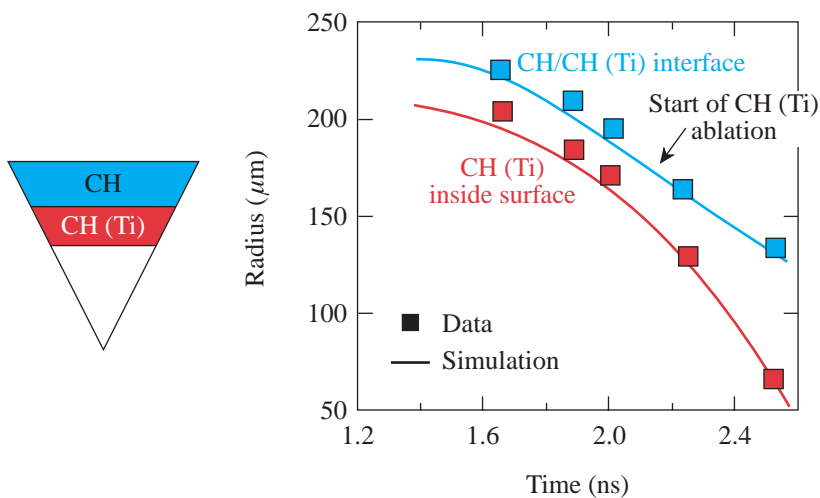 CH
CH (Ti)
250
200
150
100
50
Radius (μm)
CH/CH (Ti) interface
Start of CH (Ti)
ablation
CH (Ti)
inside surface
Data
Simulation
1.2
1.6
2.0
2.4
Time (ns)